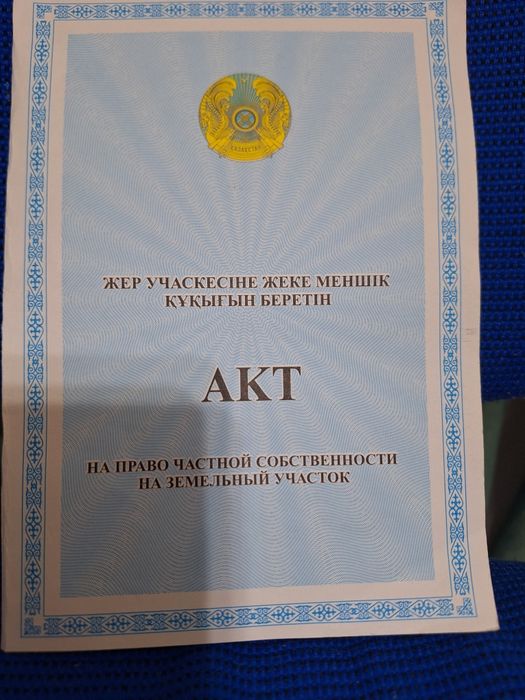 ҚАЗАҚСТАН
ЖЕР УЧАСКЕСІНЕ ЖЕКЕ МЕНШІК
ҚҰҚЫҒЫН БЕРЕТІН
АКТ
НА ПРАВО ЧАСТНОЙ СОБСТВЕННОСТИ
НА ЗЕМЕЛЬНЫЙ УЧАСТОК